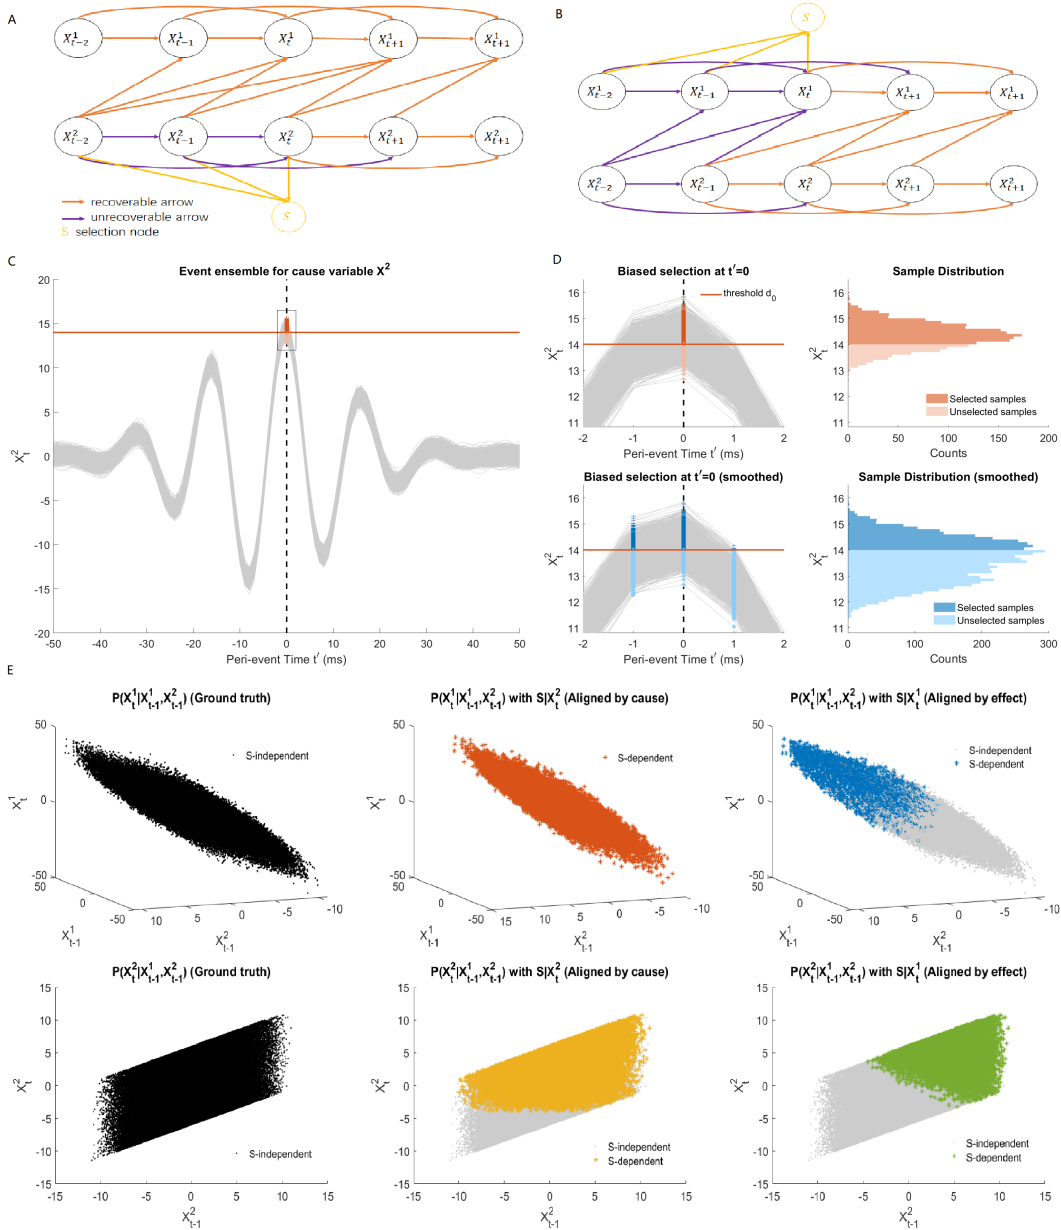 A
X¹ₜ₋₂ X¹ₜ₋₁ X¹ₜ X¹ₜ₊₁ X¹ₜ₊₁
X²ₜ₋₂ X²ₜ₋₁ X²ₜ X²ₜ₊₁ X²ₜ₊₁
recoverable arrow
unrecoverable arrow
S selection node
S
B
S
X¹ₜ₋₂ X¹ₜ₋₁ X¹ₜ X¹ₜ₊₁ X¹ₜ₊₁
X²ₜ₋₂ X²ₜ₋₁ X²ₜ X²ₜ₊₁ X²ₜ₊₁
C
Event ensemble for cause variable X²
20
15
10
5
0
-5
-10
-15
-20
X²ₜ
-50 -40 -30 -20 -10 0 10 20 30 40 50
Peri-event Time t′ (ms)
D
Biased selection at t′=0
threshold d₀
16
15
14
13
12
11
X²ₜ
-2 -1 0 1 2
Peri-event Time t′ (ms)
Sample Distribution
16
15
14
13
12
11
X²ₜ
Selected samples
Unselected samples
0 50 100 150 200
Counts
Biased selection at t′=0 (smoothed)
16
15
14
13
12
11
X²ₜ
-2 -1 0 1 2
Peri-event Time t′ (ms)
Sample Distribution (smoothed)
16
15
14
13
12
11
X²ₜ
Selected samples
Unselected samples
0 100 200 300
Counts
E
P(X¹ₜ|X¹ₜ₋₁,X²ₜ₋₁) (Ground truth)
S-independent
50
0
-50
X¹ₜ
50
0
-50
X¹ₜ₋₁
10 5 0 -5 -10
X²ₜ₋₁
P(X¹ₜ|X¹ₜ₋₁,X²ₜ₋₁) with S|X²ₜ (Aligned by cause)
S-dependent
50
0
-50
X¹ₜ
50
0
-50
X¹ₜ₋₁
15 10 5 0 -5 -10
X²ₜ₋₁
P(X¹ₜ|X¹ₜ₋₁,X²ₜ₋₁) with S|X¹ₜ (Aligned by effect)
S-independent
S-dependent
50
0
-50
X¹ₜ
50
0
-50
X¹ₜ₋₁
10 5 0 -5 -10
X²ₜ₋₁
P(X²ₜ|X¹ₜ₋₁,X²ₜ₋₁) (Ground truth)
15
10
5
0
-5
-10
-15
X²ₜ
S-independent
-15 -10 -5 0 5 10 15
X²ₜ₋₁
P(X²ₜ|X¹ₜ₋₁,X²ₜ₋₁) with S|X²ₜ (Aligned by cause)
15
10
5
0
-5
-10
-15
X²ₜ
S-independent
S-dependent
-15 -10 -5 0 5 10 15
X²ₜ₋₁
P(X²ₜ|X¹ₜ₋₁,X²ₜ₋₁) with S|X¹ₜ (Aligned by effect)
15
10
5
0
-5
-10
-15
X²ₜ
S-independent
S-dependent
-15 -10 -5 0 5 10 15
X²ₜ₋₁